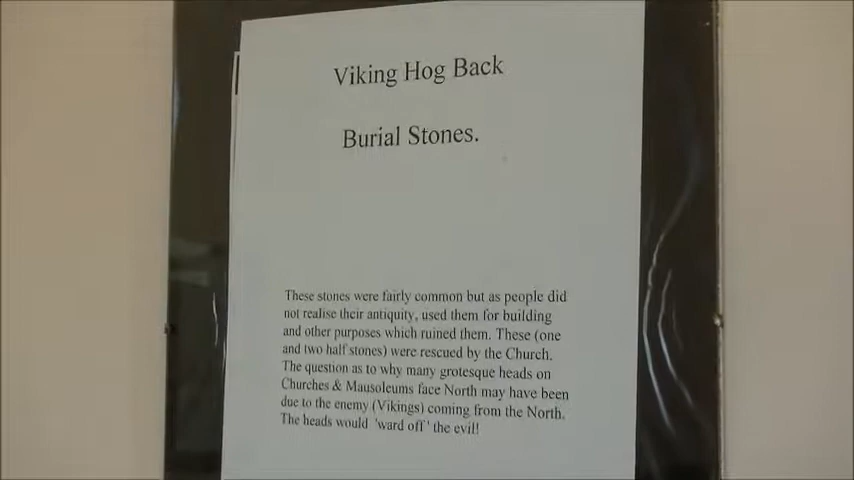 Viking Hog Back
Burial Stones.
These stones were fairly common but as people did
not realise their antiquity, used them for building
and other purposes which ruined them. These (one
and two half stones) were rescued by the Church.
The question as to why many grotesque heads on
Churches & Mausoleums face North may have been
due to the enemy (Vikings) coming from the North.
The heads would 'ward off' the evil!